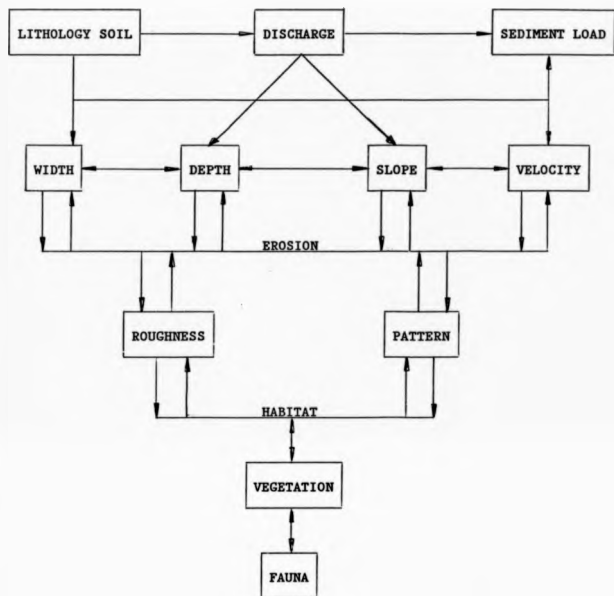 LITHOLOGY SOIL
DISCHARGE
SEDIMENT LOAD
WIDTH
DEPTH
SLOPE
VELOCITY
EROSION
ROUGHNESS
PATTERN
HABITAT
VEGETATION
FAUNA